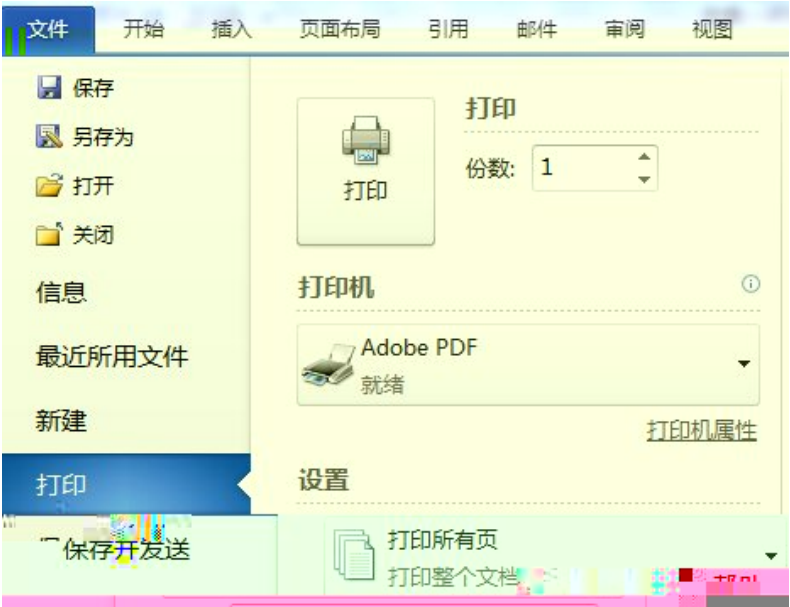 文件 开始 插入 页面布局 引用 邮件 审阅 视图
保存
另存为
打开
关闭
信息
最近所用文件
新建
打印
保存并发送
打印
打印
份数: 1
打印机
Adobe PDF
就绪
打印机属性
设置
打印所有页
打印整个文档